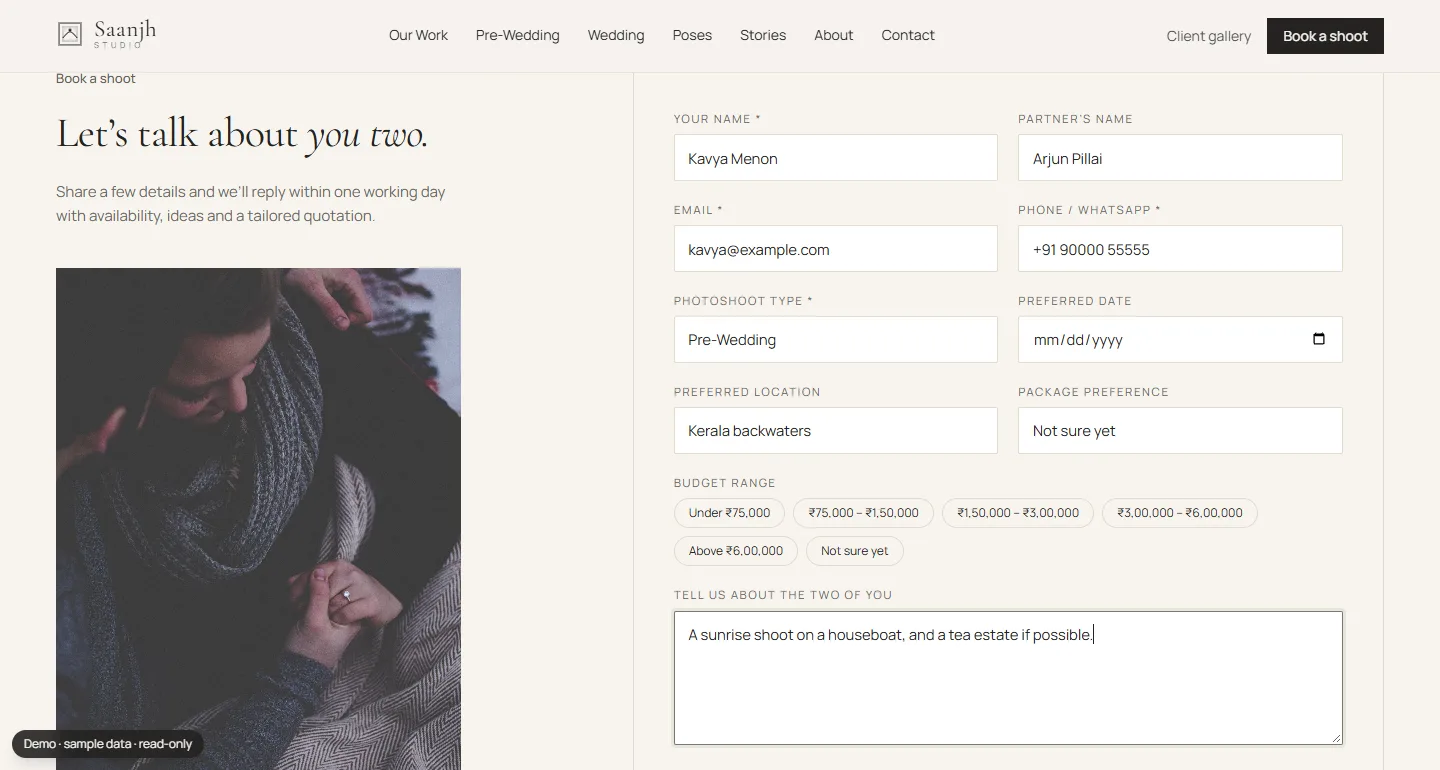 Saanjh
STUDIO
Our Work Pre-Wedding Wedding Poses Stories About Contact
Client gallery
Book a shoot
Book a shoot
Let’s talk about you two.
Share a few details and we’ll reply within one working day
with availability, ideas and a tailored quotation.
YOUR NAME *
Kavya Menon
PARTNER’S NAME
Arjun Pillai
EMAIL *
kavya@example.com
PHONE / WHATSAPP *
+91 90000 55555
PHOTOSHOOT TYPE *
Pre-Wedding
PREFERRED DATE
mm/dd/yyyy
PREFERRED LOCATION
Kerala backwaters
PACKAGE PREFERENCE
Not sure yet
BUDGET RANGE
Under ₹75,000
₹75,000 – ₹1,50,000
₹1,50,000 – ₹3,00,000
₹3,00,000 – ₹6,00,000
Above ₹6,00,000
Not sure yet
TELL US ABOUT THE TWO OF YOU
A sunrise shoot on a houseboat, and a tea estate if possible.
Demo · sample data · read-only